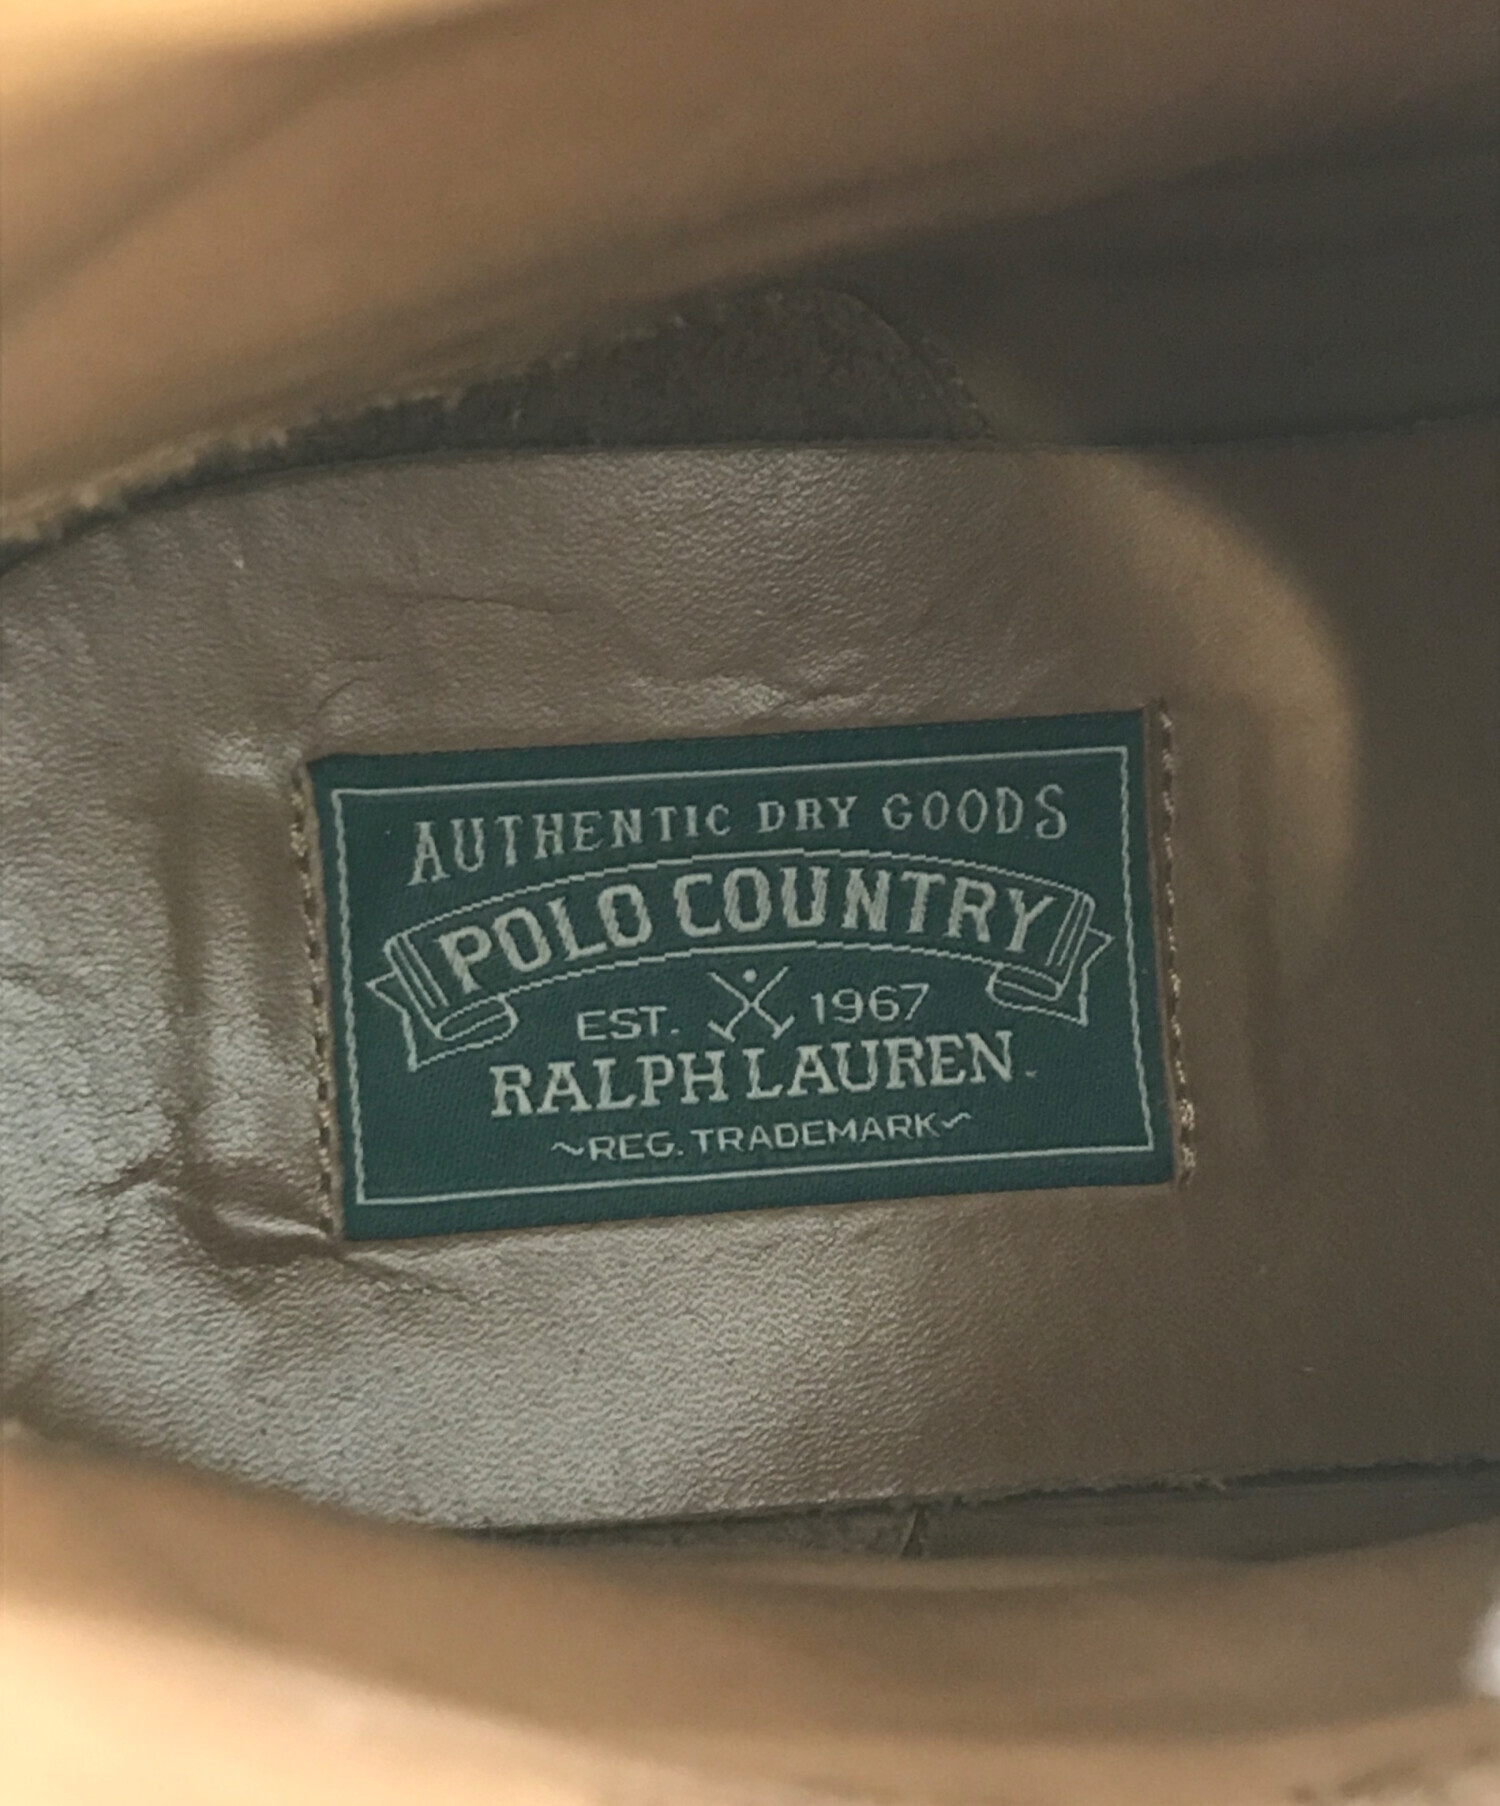 AUTHENTIC DRY GOODS
POLO COUNTRY
EST. 1967
RALPH LAUREN
~REG. TRADEMARK~